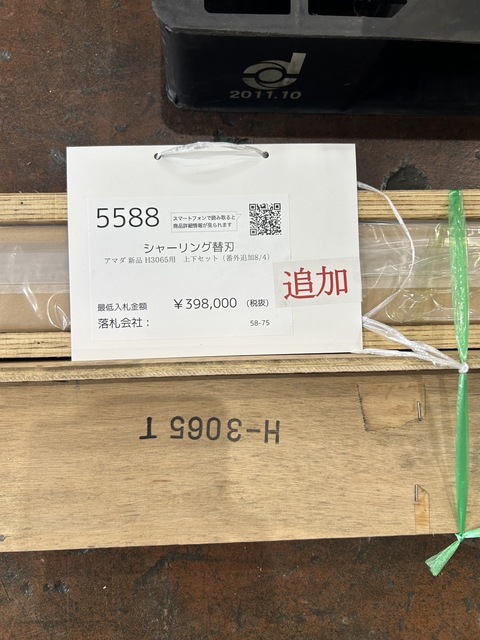 2011.10
5588
スマートフォンで読み取ると
商品詳細情報が見られます
シャーリング替刃
アマダ 新品 H3065用 上下セット（番外追加8/4）
追加
最低入札金額 ￥398,000 (税抜)
落札会社：
58-75
H-3065 T